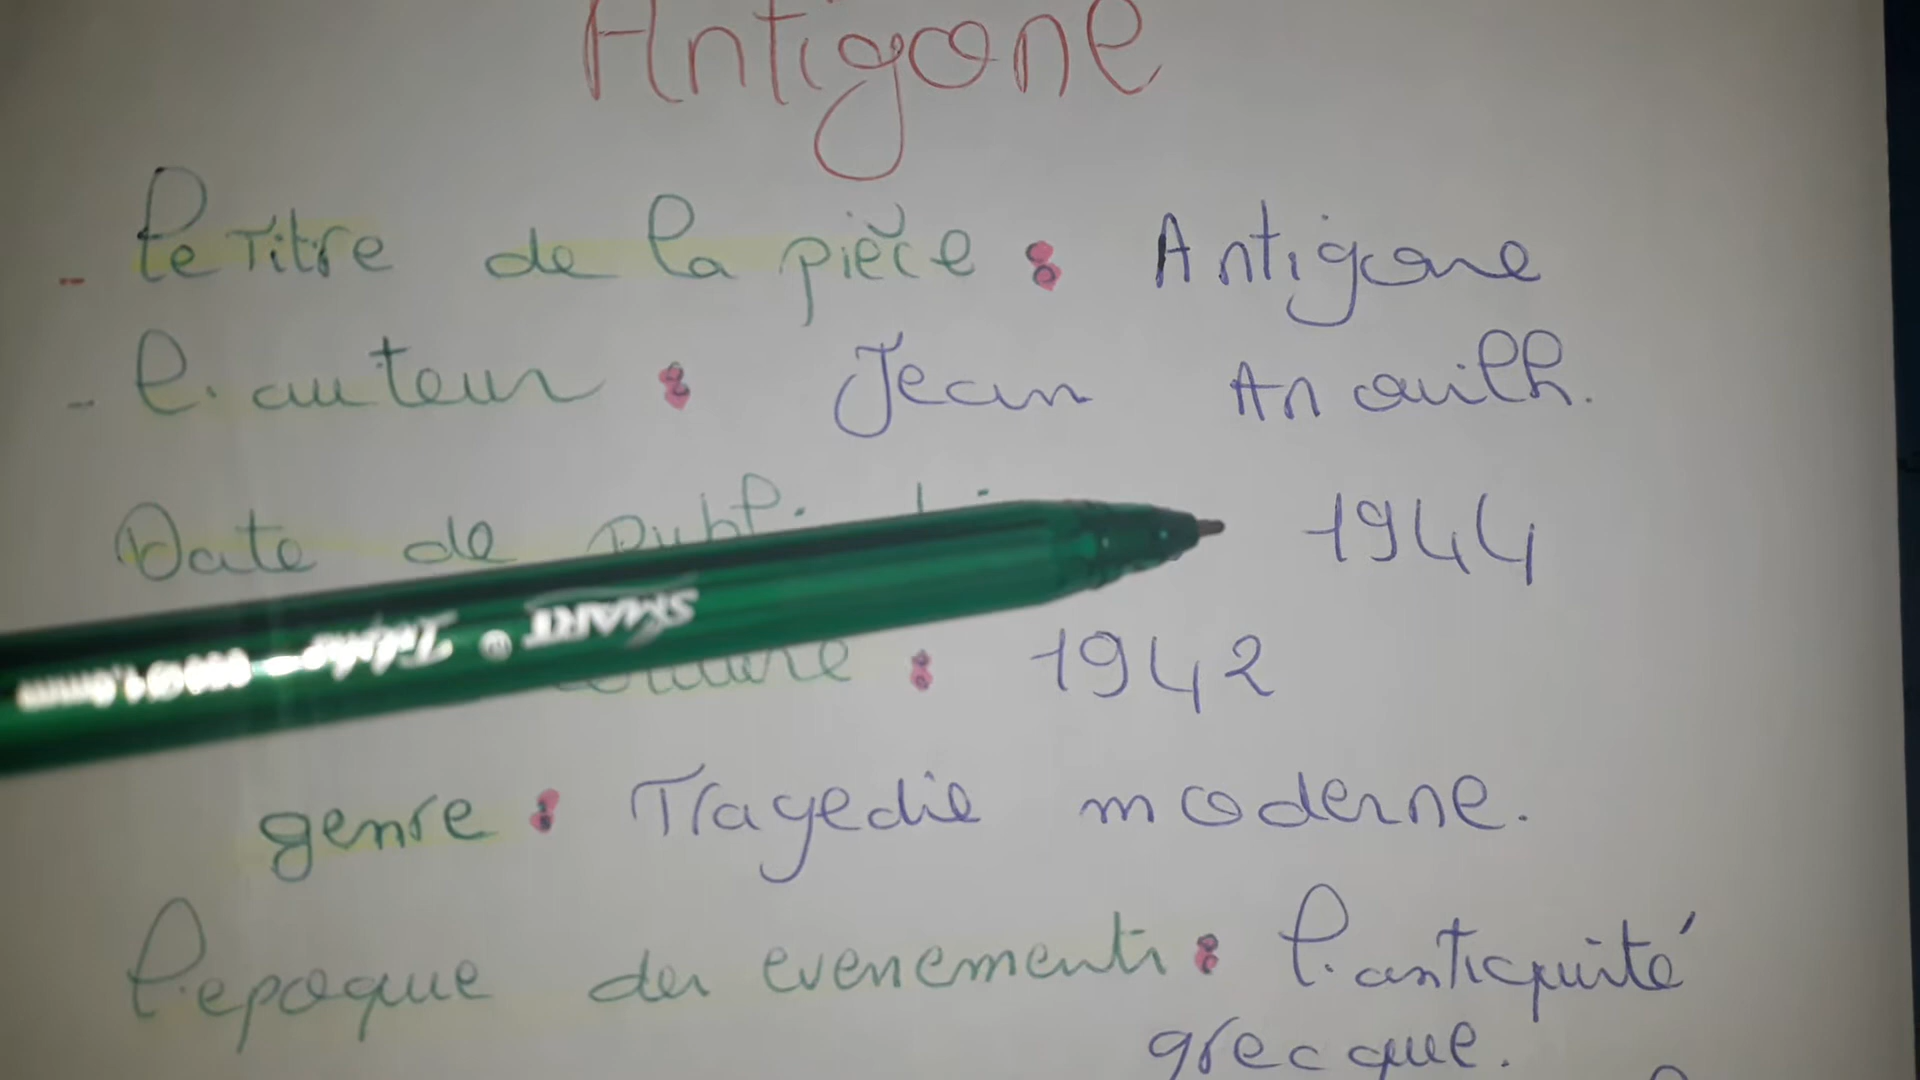 Antigone
- le Titre de la pièce : Antigone
- l'auteur : Jean Anouilh.
Date de 1944
: 1942
genre : Tragedie moderne.
l'epoque des evenements : l'antiquité
grecque.
SMART